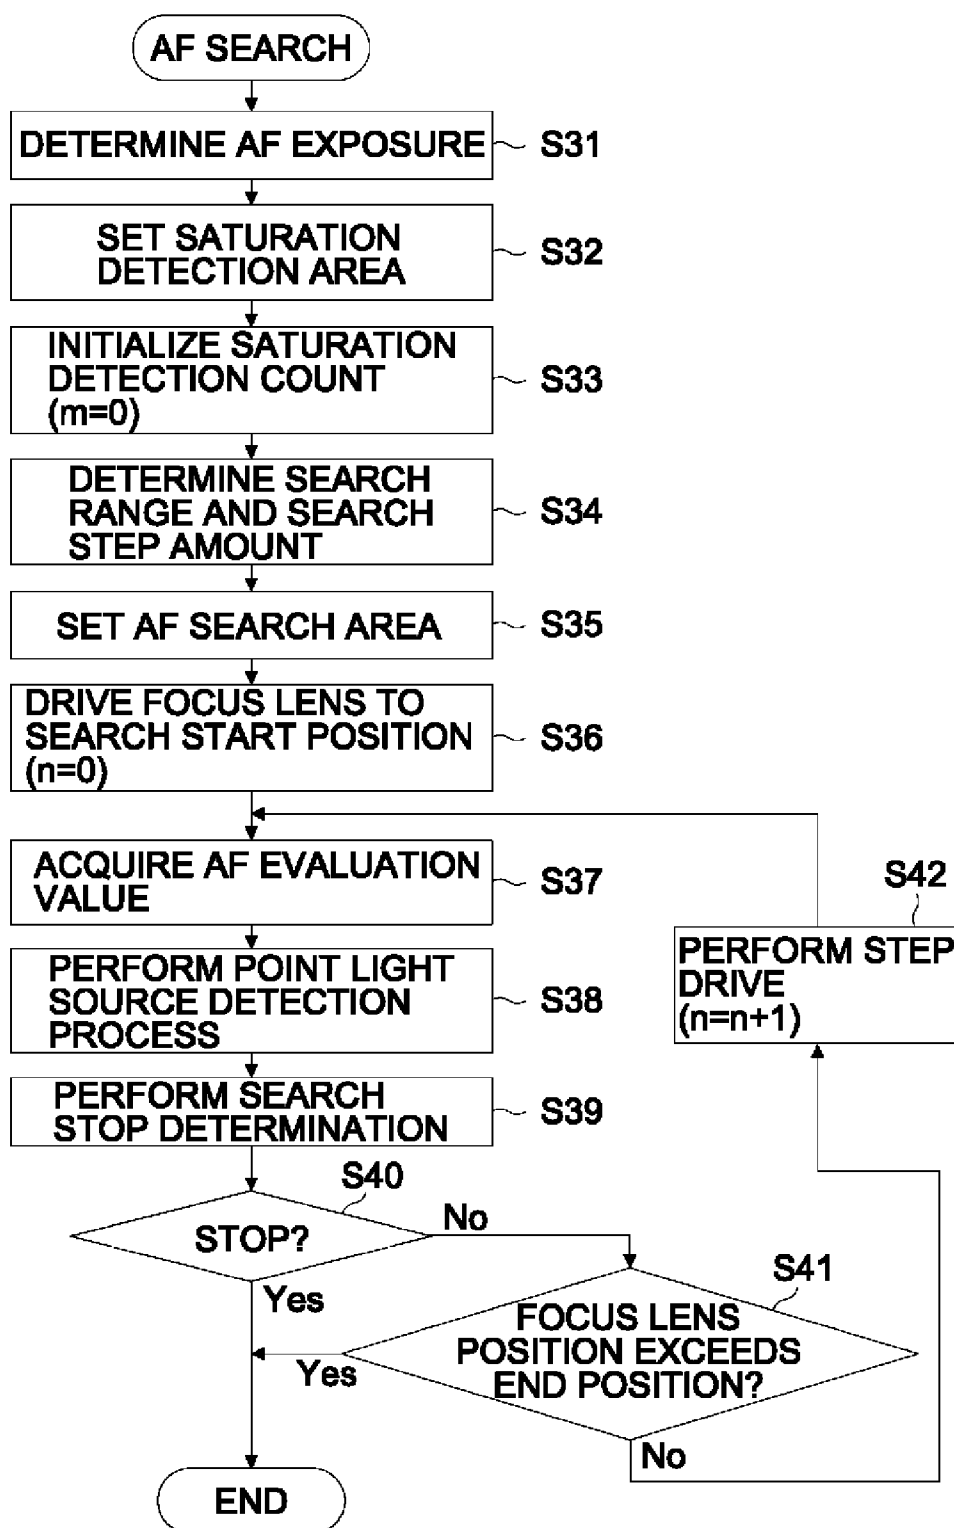 AF SEARCH
DETERMINE AF EXPOSURE
S31
SET SATURATION
DETECTION AREA
S32
INITIALIZE SATURATION
DETECTION COUNT
(m=0)
S33
DETERMINE SEARCH
RANGE AND SEARCH
STEP AMOUNT
S34
SET AF SEARCH AREA
S35
DRIVE FOCUS LENS TO
SEARCH START POSITION
(n=0)
S36
ACQUIRE AF EVALUATION
VALUE
S37
S42
PERFORM STEP
DRIVE
(n=n+1)
PERFORM POINT LIGHT
SOURCE DETECTION
PROCESS
S38
PERFORM SEARCH
STOP DETERMINATION
S39
S40
STOP?
No
Yes
S41
FOCUS LENS
POSITION EXCEEDS
END POSITION?
Yes
No
END